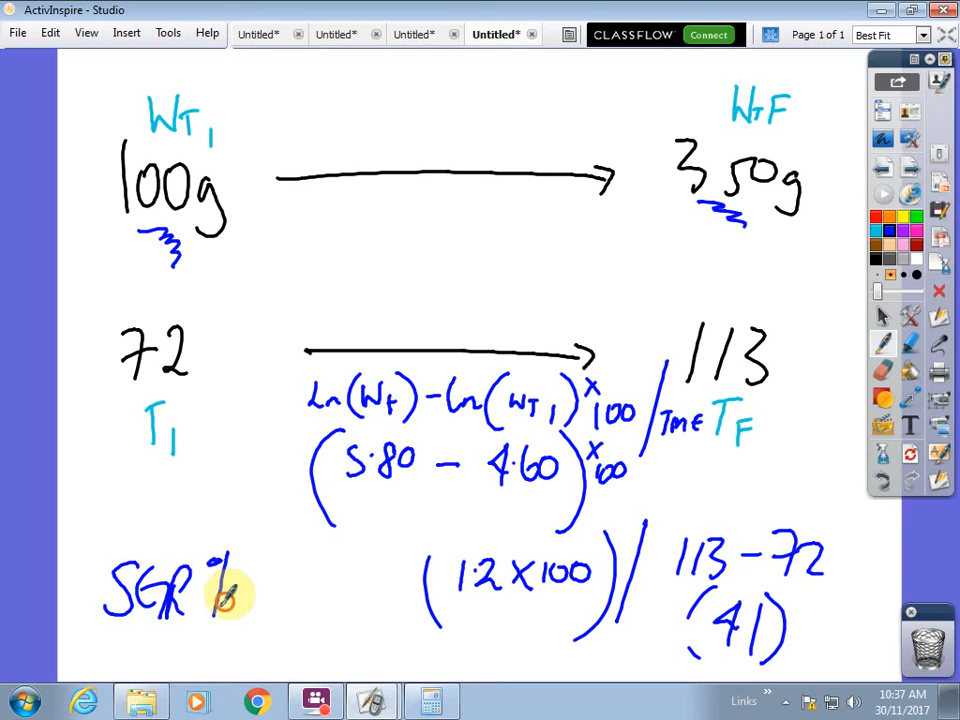 ActivInspire - Studio
File Edit View Insert Tools Help Untitled* Untitled* Untitled* Untitled* CLASSFLOW Connect Page 1 of 1 Best Fit
WT1 WTF
100g 350g
72 113
T1 TF
Ln(WF) - Ln(WT1) x 100 / TIME
(5.80 - 4.60) x 100
SGR % (1.2 x 100) / 113 - 72
(41)
Links » 10:37 AM
30/11/2017